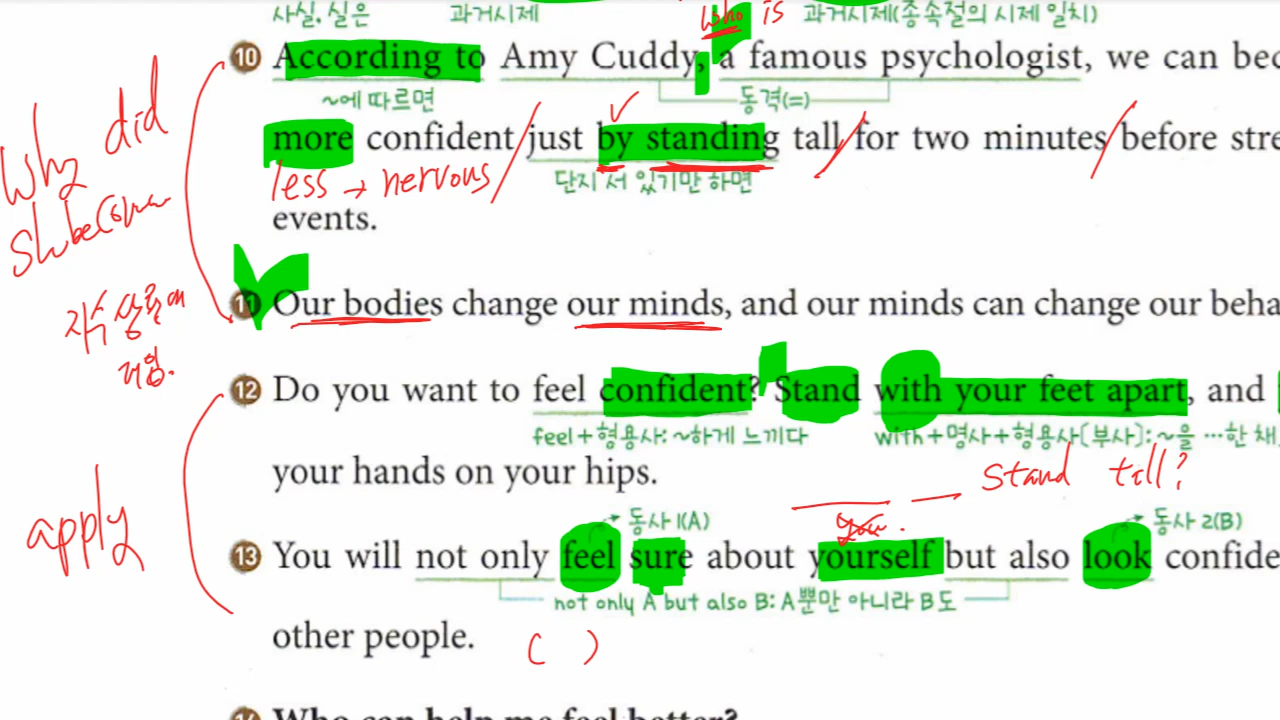 사실, 실은 과거시제 who is 과거시제(종속절의 시제 일치)
⑩ According to Amy Cuddy, a famous psychologist, we can bec
~에 따르면 동격(=)
Why did more confident just by standing tall for two minutes before stre
less → nervous 단지 서 있기만 하면
events.
⑪ Our bodies change our minds, and our minds can change our beha
⑫ Do you want to feel confident? Stand with your feet apart, and
feel+형용사: ~하게 느끼다 with+명사+형용사[부사]: ~을 …한 채
your hands on your hips.
stand tall?
apply
you.
동사 1(A) 동사 2(B)
⑬ You will not only feel sure about yourself but also look confide
not only A but also B: A뿐만 아니라 B도
other people. ( )
Who can help me feel better?